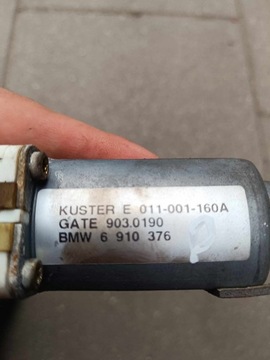 KUSTER E 011-001-160A
GATE 903.0190
BMW 6 910 376